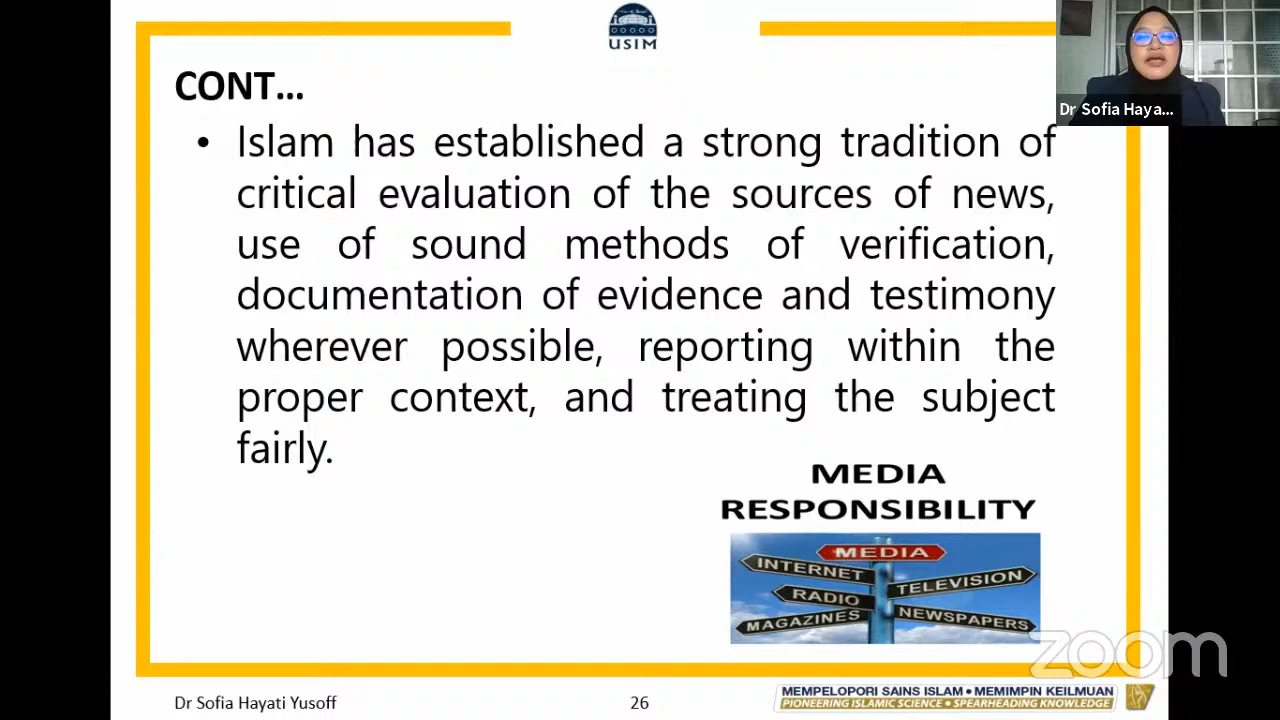 USIM
CONT...
• Islam has established a strong tradition of
critical evaluation of the sources of news,
use of sound methods of verification,
documentation of evidence and testimony
wherever possible, reporting within the
proper context, and treating the subject
fairly.
MEDIA
RESPONSIBILITY
MEDIA
INTERNET
TELEVISION
RADIO
MAGAZINES
NEWSPAPERS
Dr Sofia Haya...
zoom
Dr Sofia Hayati Yusoff
26
MEMPELOPORI SAINS ISLAM • MEMIMPIN KEILMUAN
PIONEERING ISLAMIC SCIENCE • SPEARHEADING KNOWLEDGE